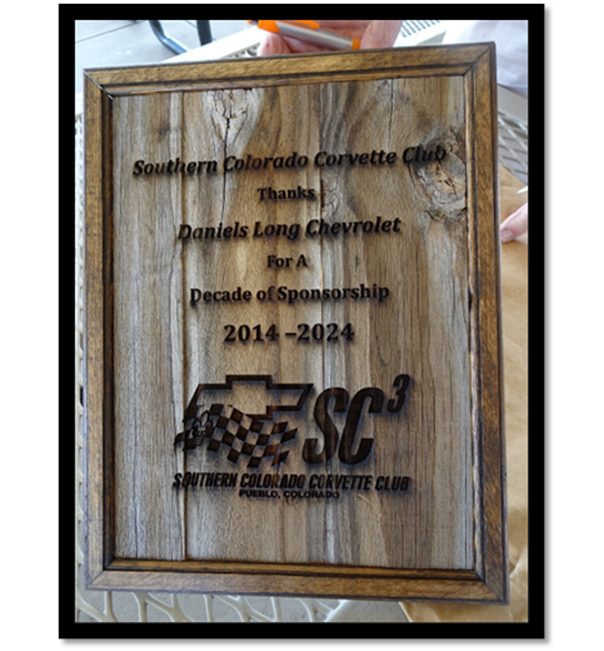 Southern Colorado Corvette Club
Thanks
Daniels Long Chevrolet
For A
Decade of Sponsorship
2014 –2024
SC³
SOUTHERN COLORADO CORVETTE CLUB
PUEBLO, COLORADO